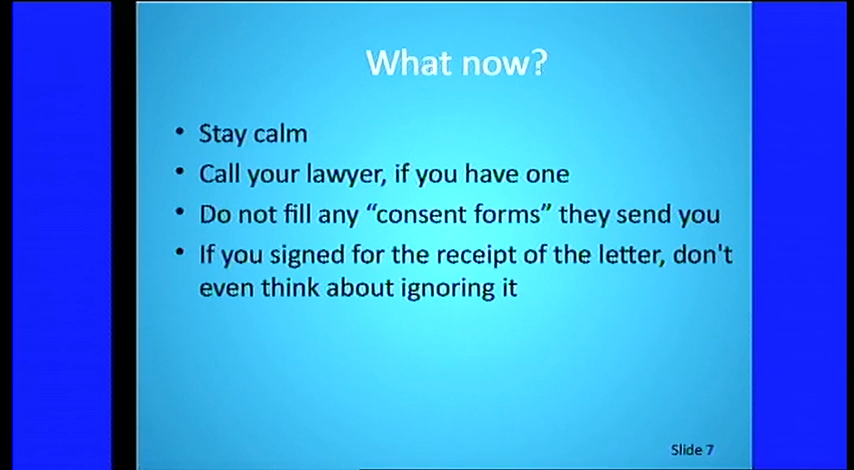 What now?
• Stay calm
• Call your lawyer, if you have one
• Do not fill any “consent forms” they send you
• If you signed for the receipt of the letter, don't
even think about ignoring it
Slide 7